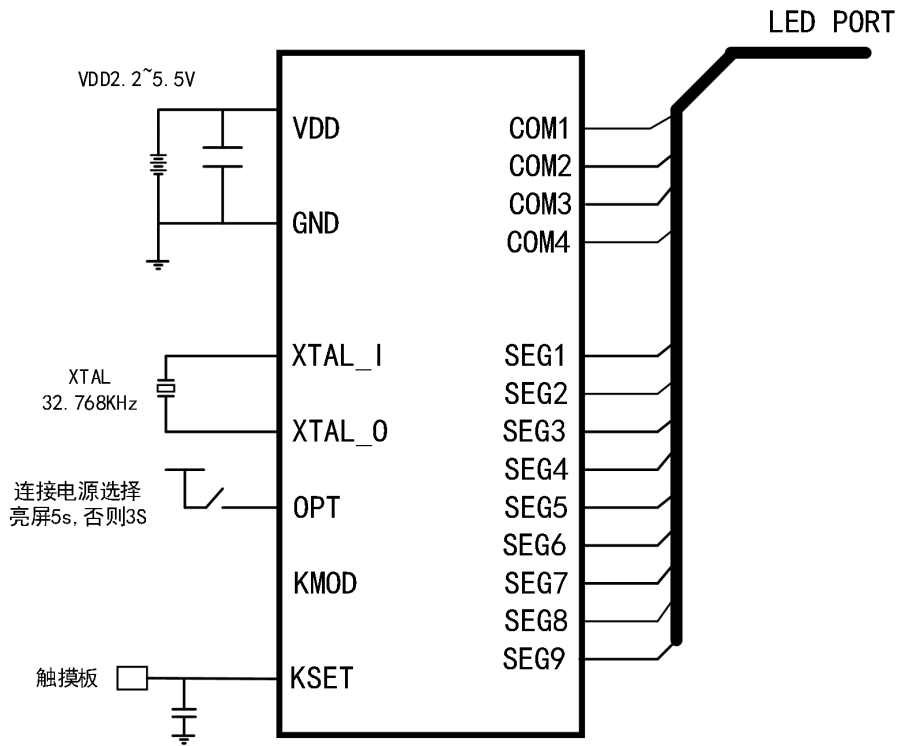 LED PORT
VDD2.2~5.5V
VDD
GND
XTAL_I
XTAL
32.768KHz
XTAL_O
连接电源选择
亮屏5s,否则3S
OPT
KMOD
触摸板
KSET
COM1
COM2
COM3
COM4
SEG1
SEG2
SEG3
SEG4
SEG5
SEG6
SEG7
SEG8
SEG9